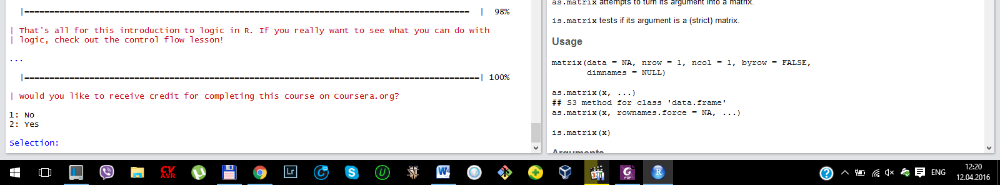 |========================================================================================== | 98%
| That's all for this introduction to logic in R. If you really want to see what you can do with
| logic, check out the control flow lesson!
...
|============================================================================================| 100%
| Would you like to receive credit for completing this course on Coursera.org?
1: No
2: Yes
Selection:
as.matrix attempts to turn its argument into a matrix.
is.matrix tests if its argument is a (strict) matrix.
Usage
matrix(data = NA, nrow = 1, ncol = 1, byrow = FALSE,
dimnames = NULL)
as.matrix(x, ...)
## S3 method for class 'data.frame'
as.matrix(x, rownames.force = NA, ...)
is.matrix(x)
Arguments
CV
AVR
Lr
PDF
R
ENG
12:20
12.04.2016